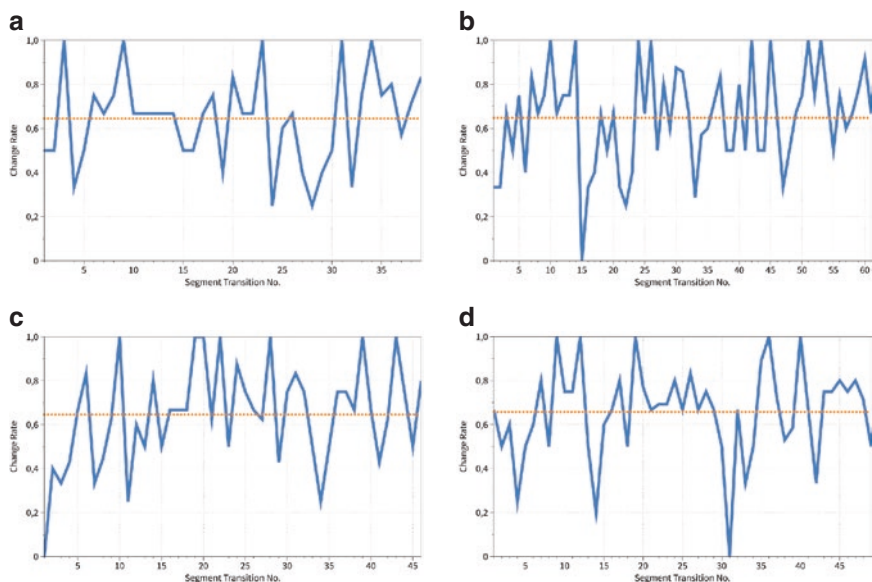 a
1,0
0,8
0,6
0,4
0,2
0
Change Rate
5 10 15 20 25 30 35
Segment Transition No.
b
1,0
0,8
0,6
0,4
0,2
0
Change Rate
5 10 15 20 25 30 35 40 45 50 55 60
Segment Transition No.
c
1,0
0,8
0,6
0,4
0,2
0
Change Rate
5 10 15 20 25 30 35 40 45
Segment Transition No.
d
1,0
0,8
0,6
0,4
0,2
0
Change Rate
5 10 15 20 25 30 35 40 45
Segment Transition No.